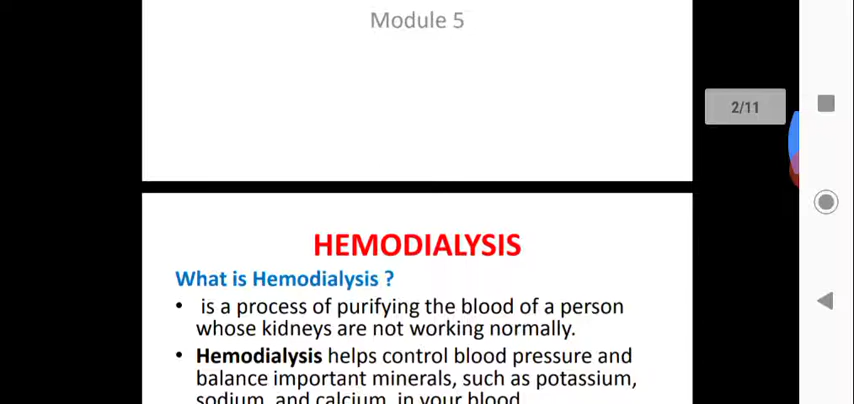 Module 5
2/11
HEMODIALYSIS
What is Hemodialysis ?
• is a process of purifying the blood of a person
whose kidneys are not working normally.
• Hemodialysis helps control blood pressure and
balance important minerals, such as potassium,
sodium, and calcium, in your blood.